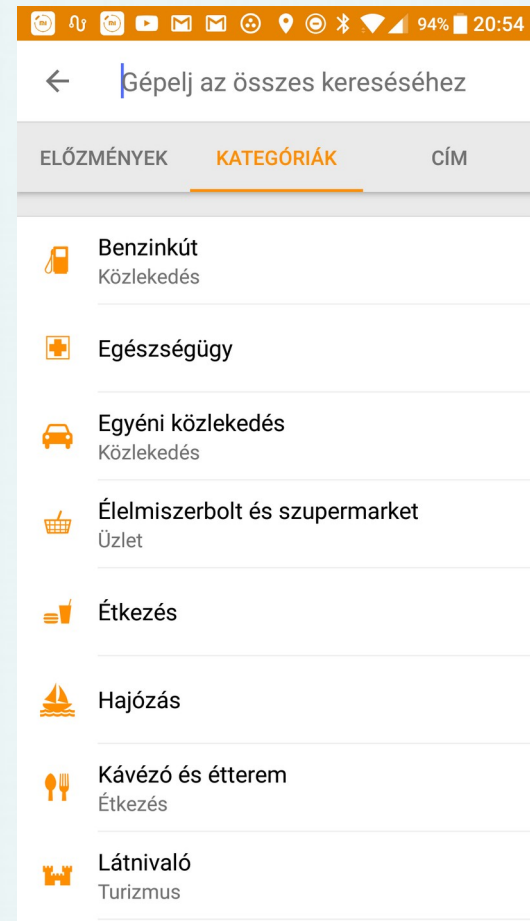 94% 20:54
Gépelj az összes kereséséhez
ELŐZMÉNYEK KATEGÓRIÁK CÍM
Benzinkút
Közlekedés
Egészségügy
Egyéni közlekedés
Közlekedés
Élelmiszerbolt és szupermarket
Üzlet
Étkezés
Hajózás
Kávézó és étterem
Étkezés
Látnivaló
Turizmus